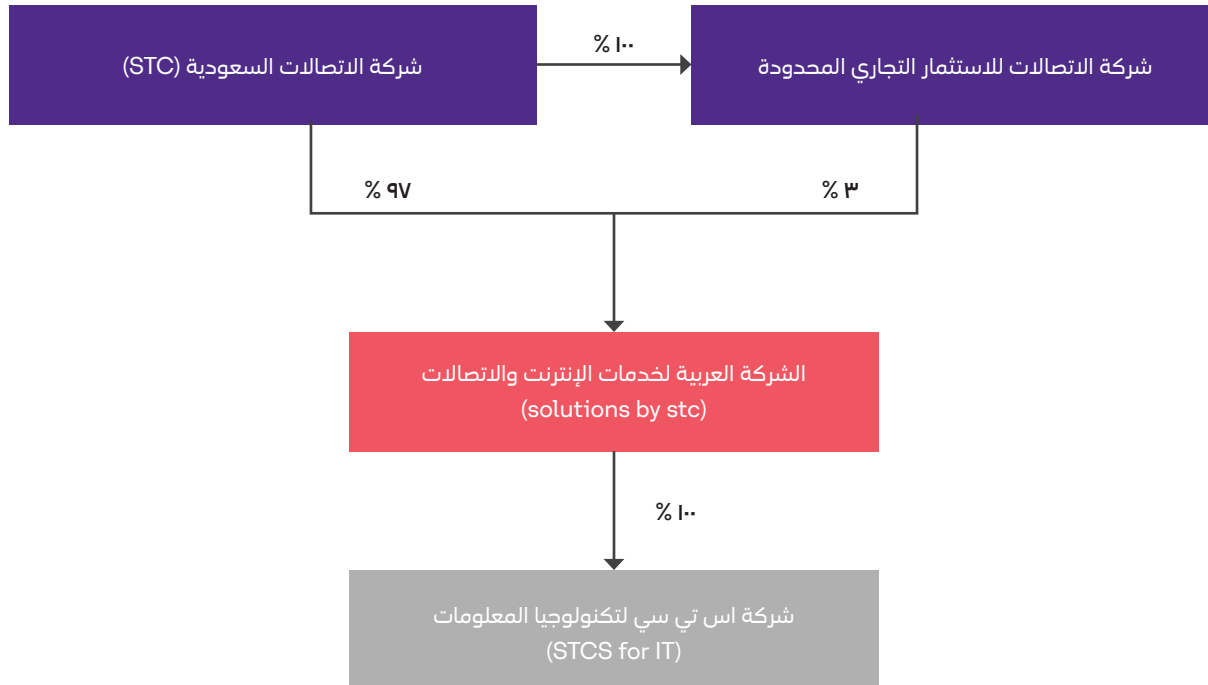 شركة الاتصالات للاستثمار التجاري المحدودة
١٠٠ %
شركة الاتصالات السعودية (STC)
٣ %
٩٧ %
الشركة العربية لخدمات الإنترنت والاتصالات
(solutions by stc)
١٠٠ %
شركة اس تي سي لتكنولوجيا المعلومات
(STCS for IT)